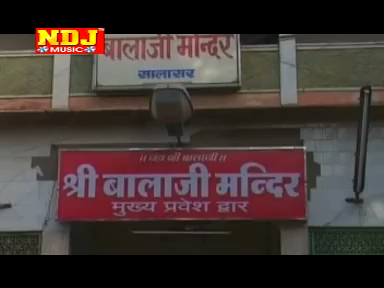 NDJ
MUSIC
बालाजी मन्दिर
सालासर
।। जय श्री बालाजी ।।
श्री बालाजी मन्दिर
मुख्य प्रवेश द्वार